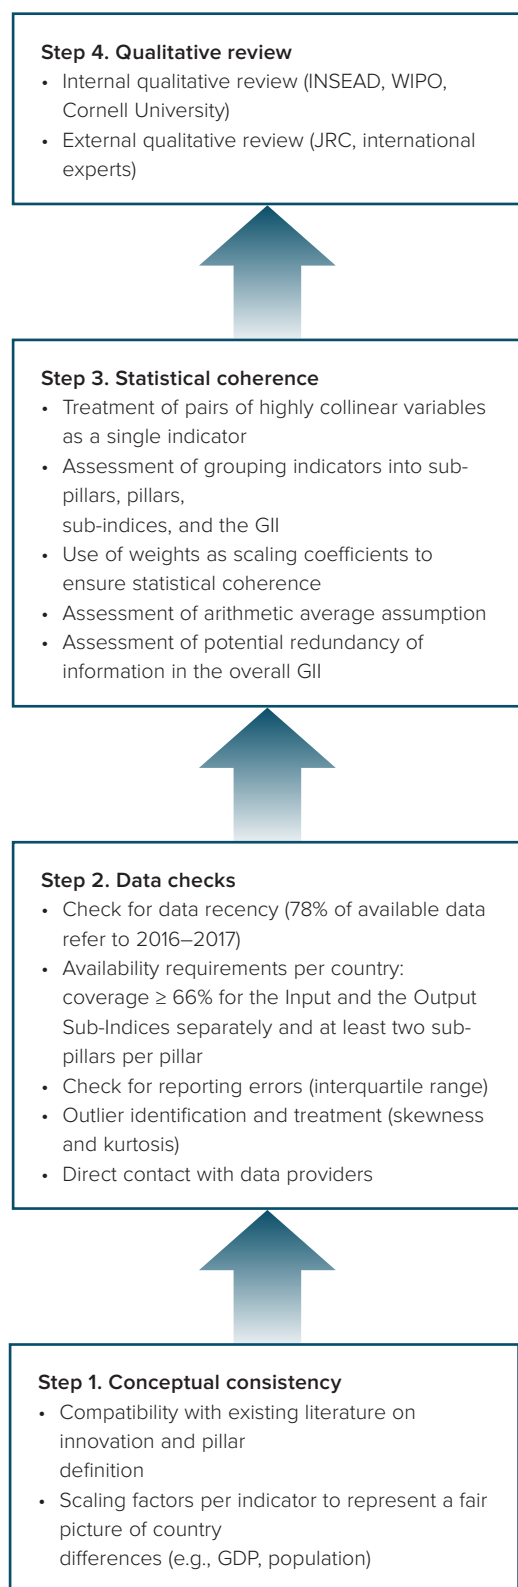 Step 4. Qualitative review
• Internal qualitative review (INSEAD, WIPO,
Cornell University)
• External qualitative review (JRC, international
experts)
Step 3. Statistical coherence
• Treatment of pairs of highly collinear variables
as a single indicator
• Assessment of grouping indicators into sub-
pillars, pillars,
sub-indices, and the GII
• Use of weights as scaling coefficients to
ensure statistical coherence
• Assessment of arithmetic average assumption
• Assessment of potential redundancy of
information in the overall GII
Step 2. Data checks
• Check for data recency (78% of available data
refer to 2016–2017)
• Availability requirements per country:
coverage ≥ 66% for the Input and the Output
Sub-Indices separately and at least two sub-
pillars per pillar
• Check for reporting errors (interquartile range)
• Outlier identification and treatment (skewness
and kurtosis)
• Direct contact with data providers
Step 1. Conceptual consistency
• Compatibility with existing literature on
innovation and pillar
definition
• Scaling factors per indicator to represent a fair
picture of country
differences (e.g., GDP, population)